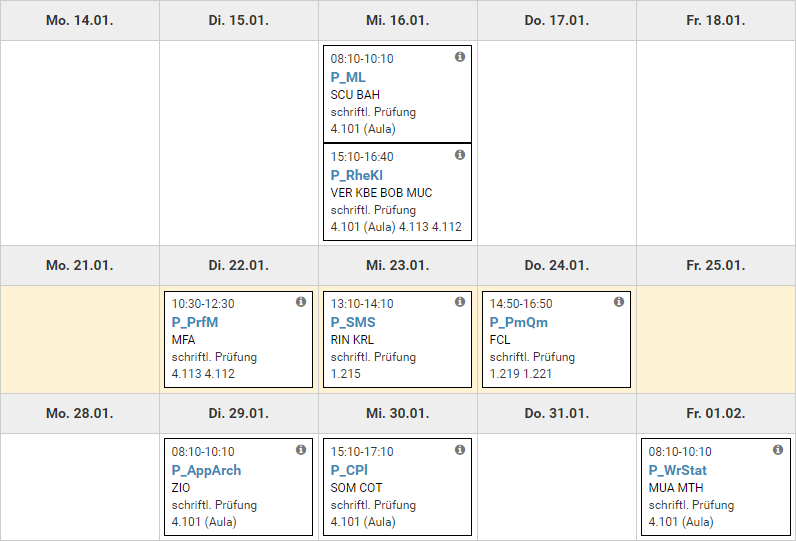 Mo. 14.01.
Di. 15.01.
Mi. 16.01.
Do. 17.01.
Fr. 18.01.
08:10-10:10
P_ML
SCU BAH
schriftl. Prüfung
4.101 (Aula)
15:10-16:40
P_RheKI
VER KBE BOB MUC
schriftl. Prüfung
4.101 (Aula) 4.113 4.112
Mo. 21.01.
Di. 22.01.
Mi. 23.01.
Do. 24.01.
Fr. 25.01.
10:30-12:30
P_PrfM
MFA
schriftl. Prüfung
4.113 4.112
13:10-14:10
P_SMS
RIN KRL
schriftl. Prüfung
1.215
14:50-16:50
P_PmQm
FCL
schriftl. Prüfung
1.219 1.221
Mo. 28.01.
Di. 29.01.
Mi. 30.01.
Do. 31.01.
Fr. 01.02.
08:10-10:10
P_AppArch
ZIO
schriftl. Prüfung
4.101 (Aula)
15:10-17:10
P_CPl
SOM COT
schriftl. Prüfung
4.101 (Aula)
08:10-10:10
P_WrStat
MUA MTH
schriftl. Prüfung
4.101 (Aula)